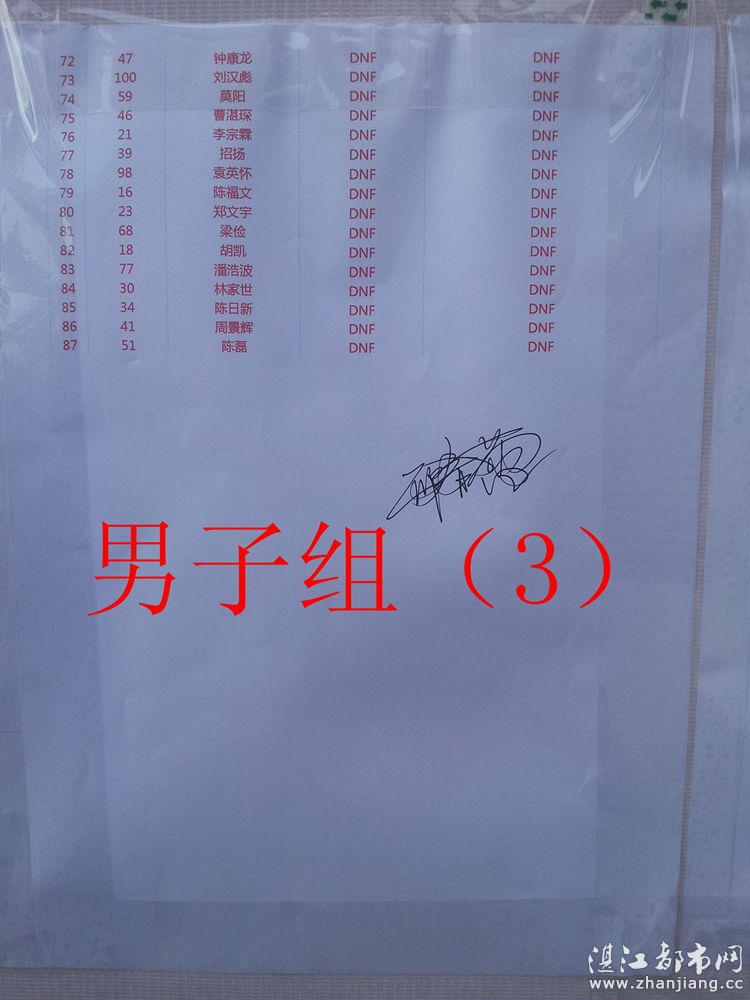 72 47 钟康龙 DNF DNF
73 100 刘汉彪 DNF DNF
74 59 莫阳 DNF DNF
75 46 曹湛琛 DNF DNF
76 21 李宗霖 DNF DNF
77 39 招扬 DNF DNF
78 98 袁英怀 DNF DNF
79 16 陈福文 DNF DNF
80 23 郑文宇 DNF DNF
81 68 梁俭 DNF DNF
82 18 胡凯 DNF DNF
83 77 潘浩波 DNF DNF
84 30 林家世 DNF DNF
85 34 陈日新 DNF DNF
86 41 周景辉 DNF DNF
87 51 陈磊 DNF DNF
男子组（3）
湛江都市网
www.zhanjiang.cc